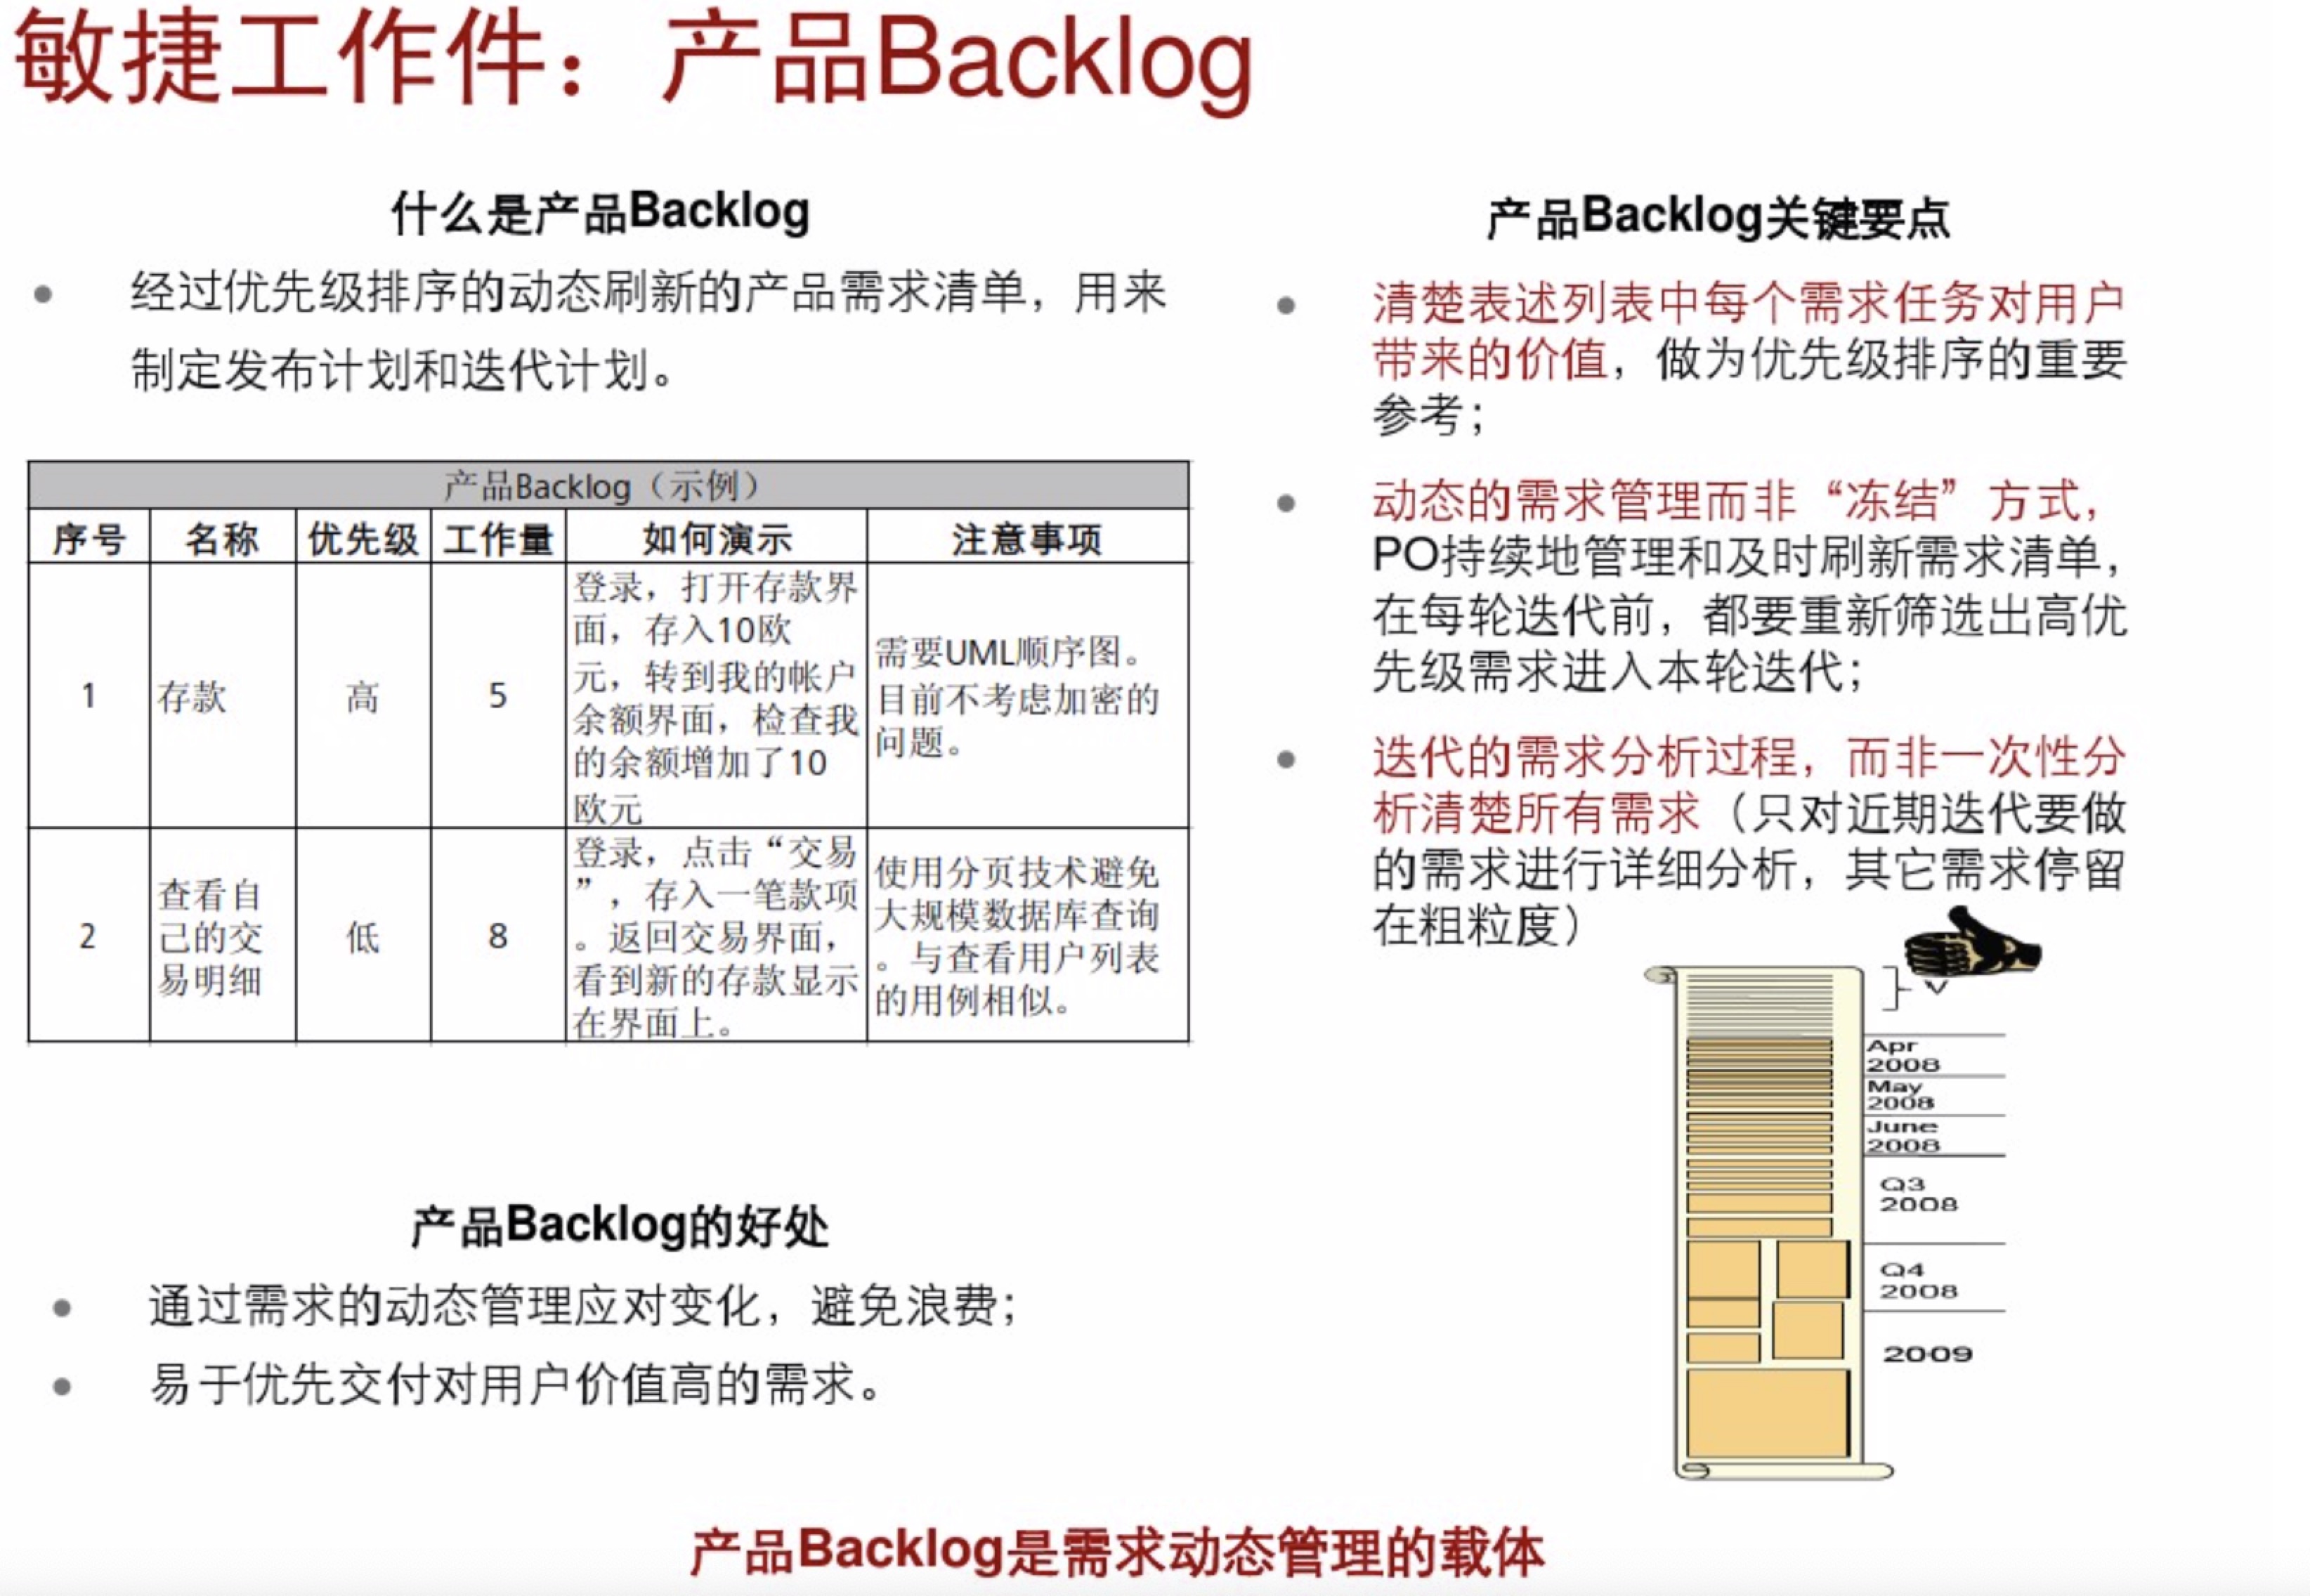 敏捷工作件：产品Backlog
什么是产品Backlog
经过优先级排序的动态刷新的产品需求清单，用来
制定发布计划和迭代计划。
产品Backlog（示例）
序号 名称 优先级 工作量 如何演示 注意事项
1
存款
高
5
登录，打开存款界
面，存入10欧
元，转到我的帐户
余额界面，检查我
的余额增加了10
欧元
需要UML顺序图。
目前不考虑加密的
问题。
2
查看自
己的交
易明细
低
8
登录，点击“交易
”，存入一笔款项
。返回交易界面，
看到新的存款显示
在界面上。
使用分页技术避免
大规模数据库查询
。与查看用户列表
的用例相似。
产品Backlog的好处
通过需求的动态管理应对变化，避免浪费；
易于优先交付对用户价值高的需求。
产品Backlog关键要点
清楚表述列表中每个需求任务对用户
带来的价值，做为优先级排序的重要
参考；
动态的需求管理而非“冻结”方式，
PO持续地管理和及时刷新需求清单，
在每轮迭代前，都要重新筛选出高优
先级需求进入本轮迭代；
迭代的需求分析过程，而非一次性分
析清楚所有需求（只对近期迭代要做
的需求进行详细分析，其它需求停留
在粗粒度）
Apr
2008
May
2008
June
2008
Q3
2008
Q4
2008
2009
产品Backlog是需求动态管理的载体